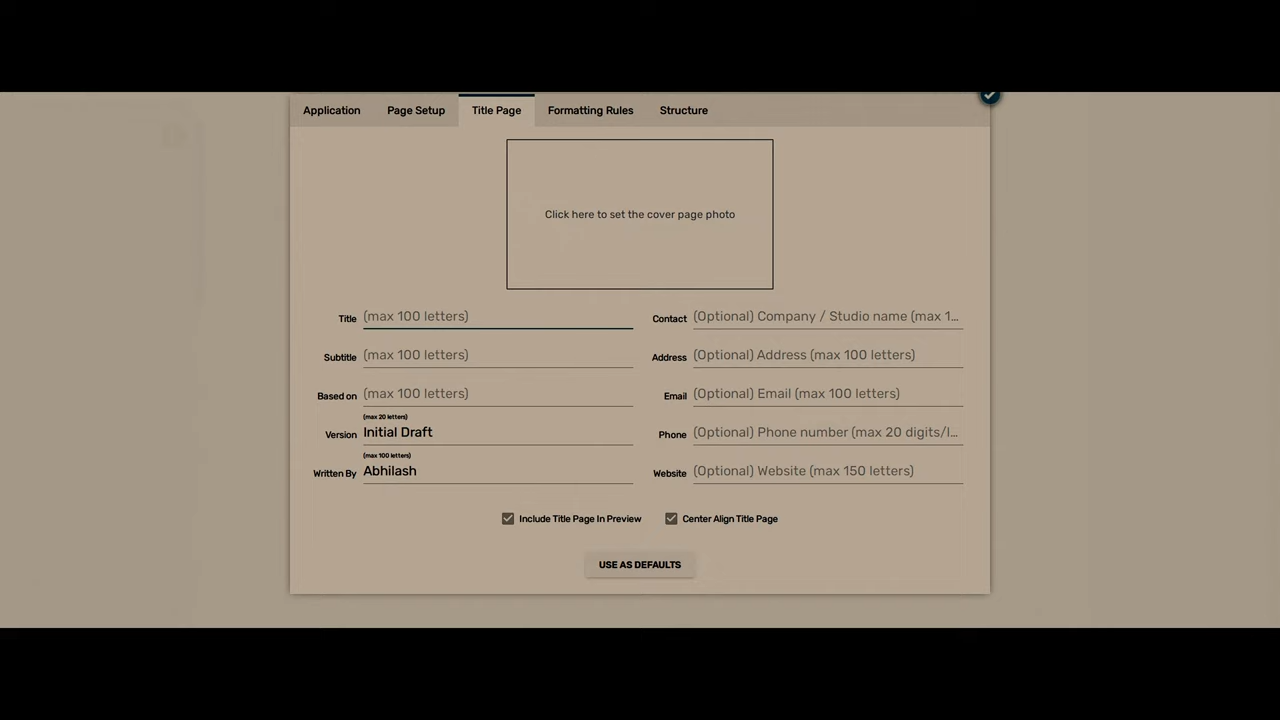 Application Page Setup Title Page Formatting Rules Structure
Click here to set the cover page photo
Title (max 100 letters) Contact (Optional) Company / Studio name (max 1...
Subtitle (max 100 letters) Address (Optional) Address (max 100 letters)
Based on (max 100 letters) Email (Optional) Email (max 100 letters)
(max 20 letters)
Version Initial Draft Phone (Optional) Phone number (max 20 digits/l...
(max 100 letters)
Written By Abhilash Website (Optional) Website (max 150 letters)
Include Title Page In Preview Center Align Title Page
USE AS DEFAULTS